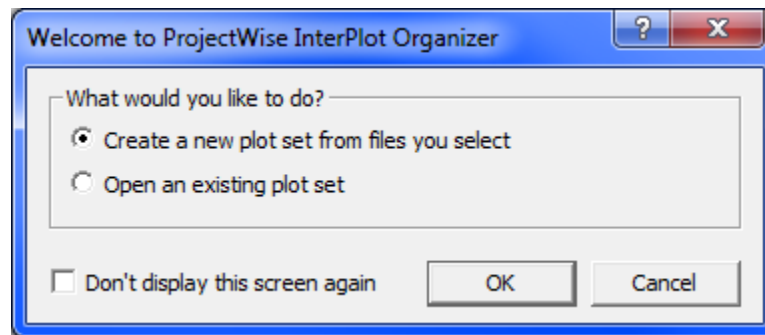 Welcome to ProjectWise InterPlot Organizer
?
What would you like to do?
Create a new plot set from files you select
Open an existing plot set
Don't display this screen again
OK
Cancel